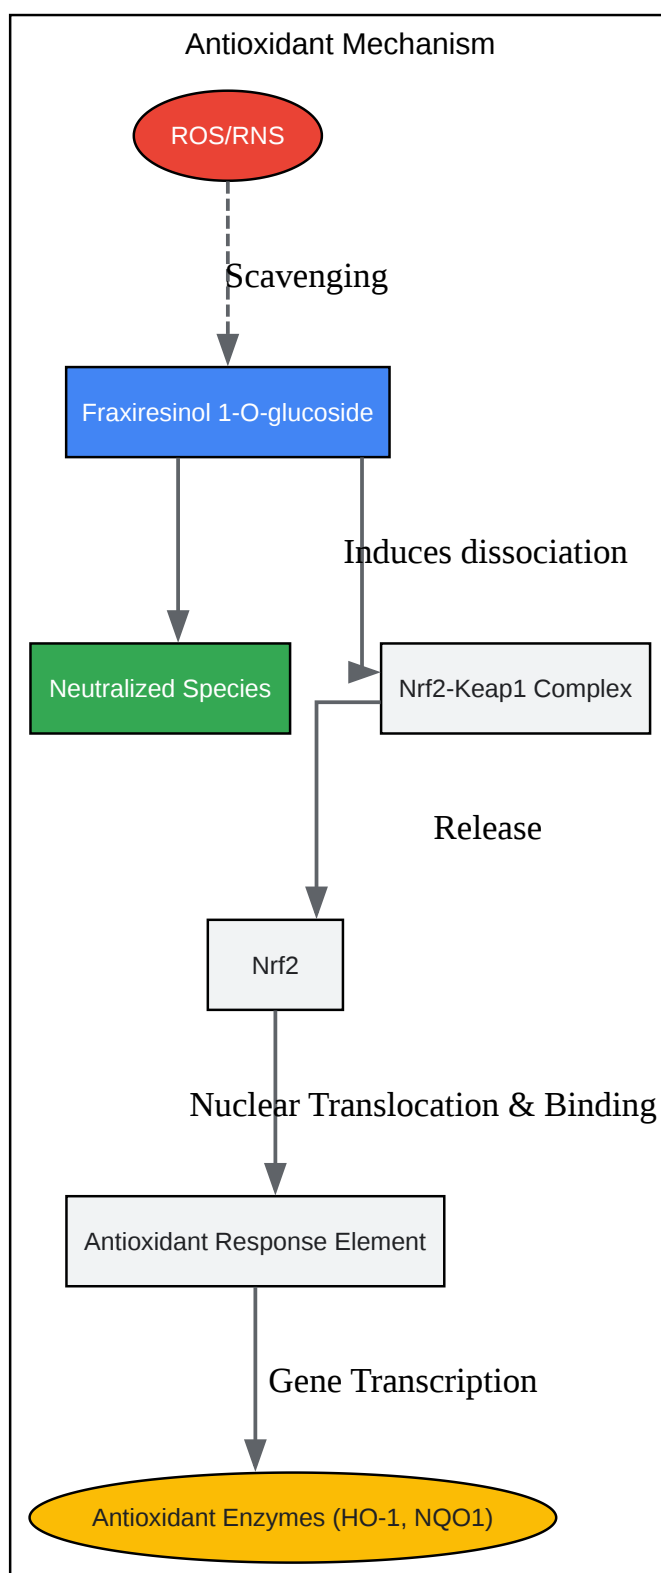 Antioxidant Mechanism
ROS/RNS
Scavenging
Fraxiresinol 1-O-glucoside
Induces dissociation
Neutralized Species
Nrf2-Keap1 Complex
Release
Nrf2
Nuclear Translocation & Binding
Antioxidant Response Element
Gene Transcription
Antioxidant Enzymes (HO-1, NQO1)